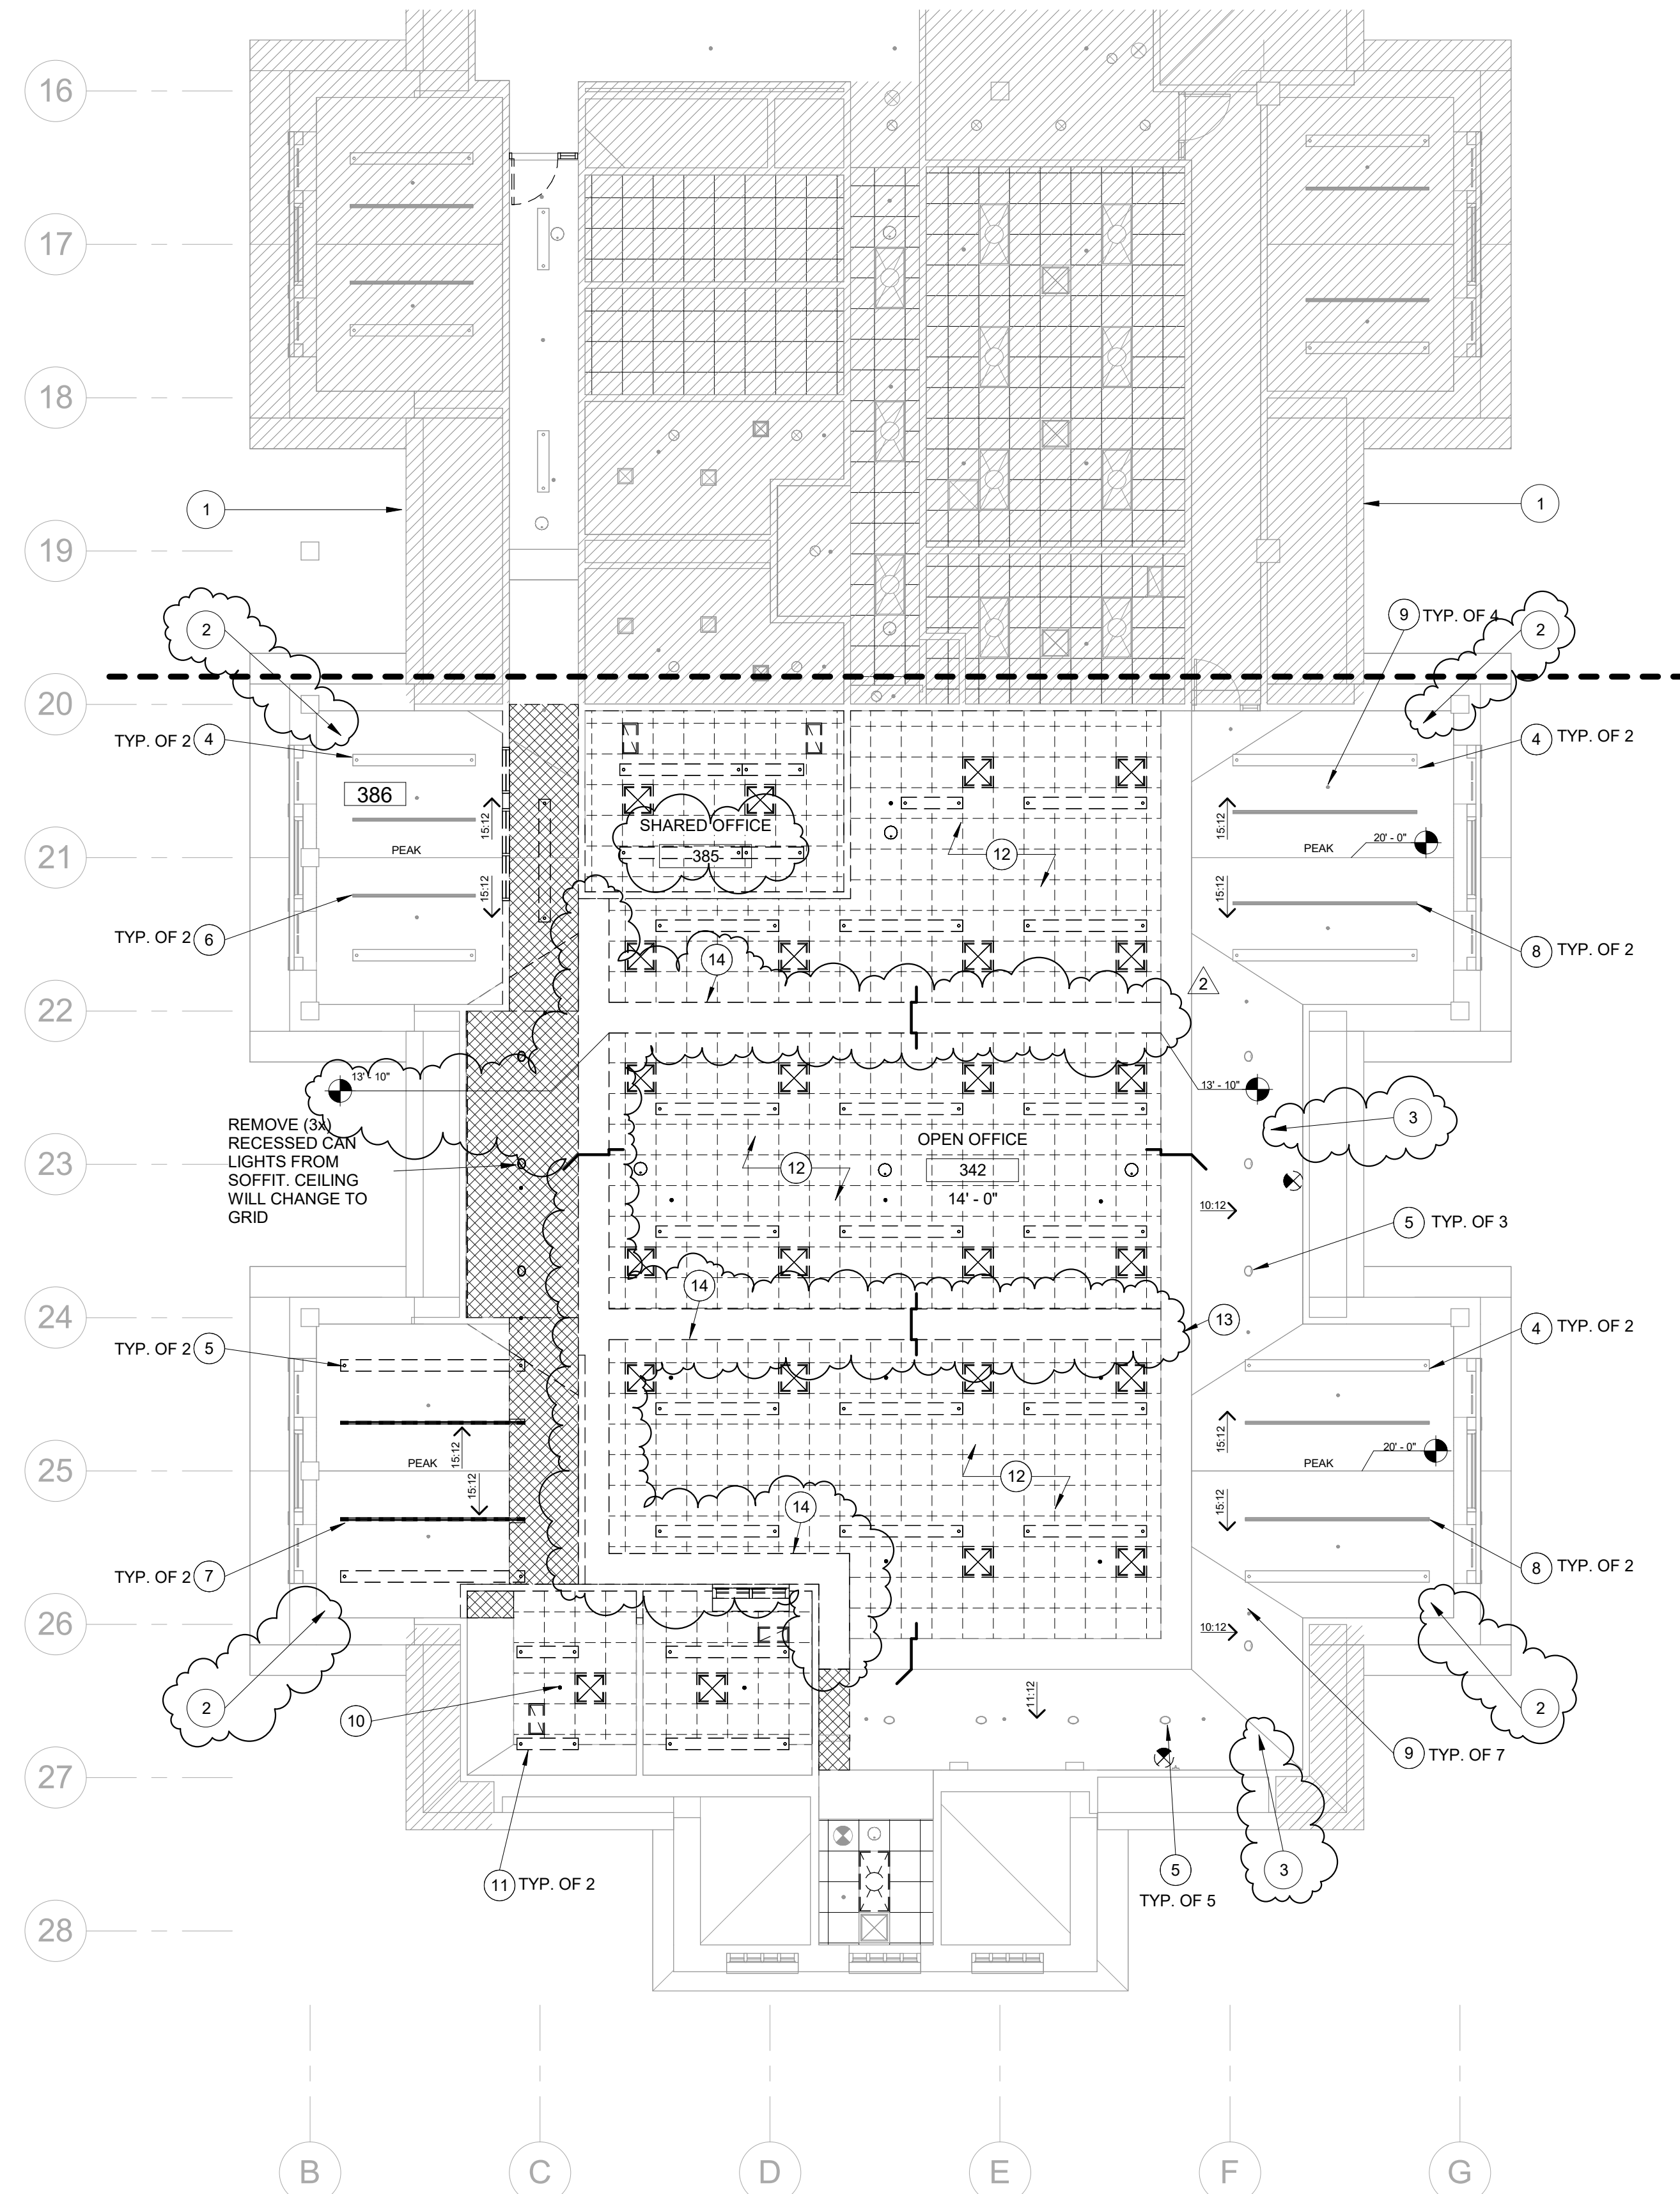 16
17
18
1
1
19
9 TYP. OF 4
2
2
20
TYP. OF 2 4
4 TYP. OF 2
386
SHARED OFFICE
385
15:12
15:12
PEAK
15:12
15:12
PEAK
20' - 0"
21
12
TYP. OF 2 6
8 TYP. OF 2
14
2
22
13' - 10"
13' - 10"
3
REMOVE (3x)
RECESSED CAN
LIGHTS FROM
SOFFIT. CEILING
WILL CHANGE TO
GRID
OPEN OFFICE
342
14' - 0"
12
23
10:12
5 TYP. OF 3
14
13
24
TYP. OF 2 5
4 TYP. OF 2
15:12
15:12
PEAK
15:12
15:12
PEAK
20' - 0"
25
12
14
TYP. OF 2 7
8 TYP. OF 2
26
10:12
2
2
10
11:12
9 TYP. OF 7
27
11 TYP. OF 2
5
TYP. OF 5
3
28
B
C
D
E
F
G